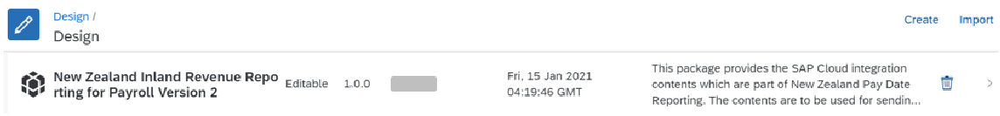 Design /
Design
Create
Import
New Zealand Inland Revenue Repo
rting for Payroll Version 2
Editable
1.0.0
Fri, 15 Jan 2021
04:19:46 GMT
This package provides the SAP Cloud integration
contents which are part of New Zealand Pay Date
Reporting. The contents are to be used for sendin...